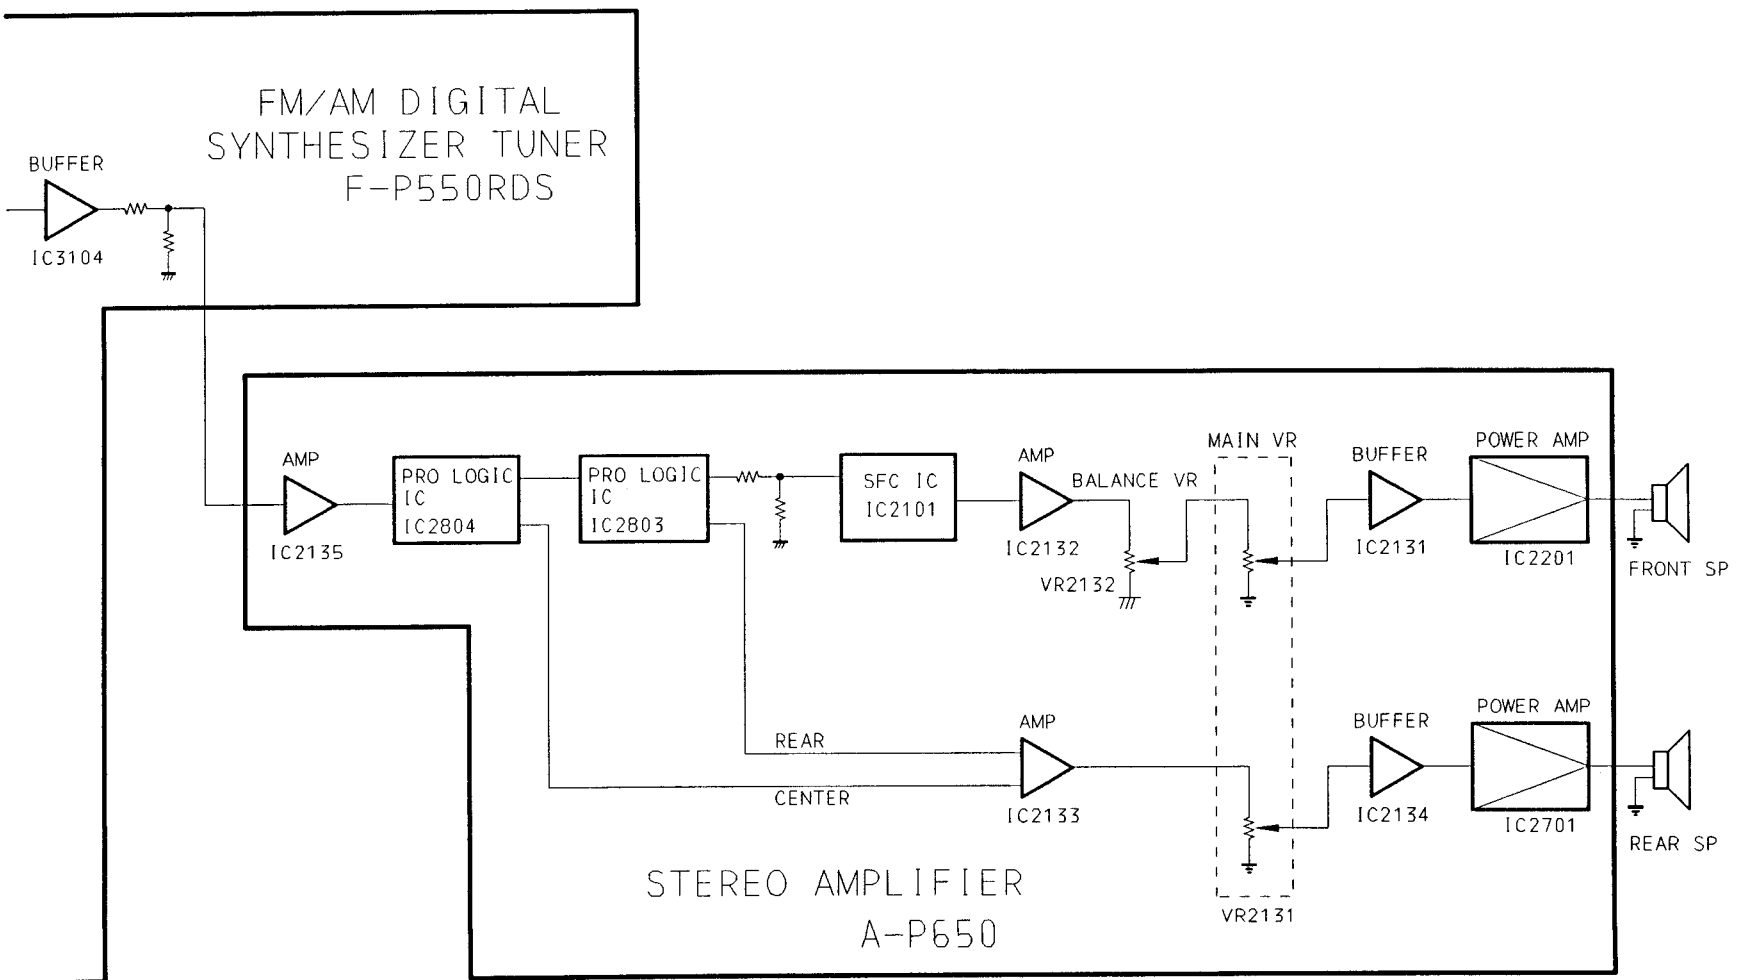 FM/AM DIGITAL
SYNTHESIZER TUNER
F-P550RDS
BUFFER
IC3104
AMP
IC2135
PRO LOGIC
IC
IC2804
PRO LOGIC
IC
IC2803
SFC IC
IC2101
AMP
IC2132
BALANCE VR
VR2132
MAIN VR
BUFFER
IC2131
POWER AMP
IC2201
FRONT SP
REAR
CENTER
AMP
IC2133
BUFFER
IC2134
POWER AMP
IC2701
REAR SP
VR2131
STEREO AMPLIFIER
A-P650